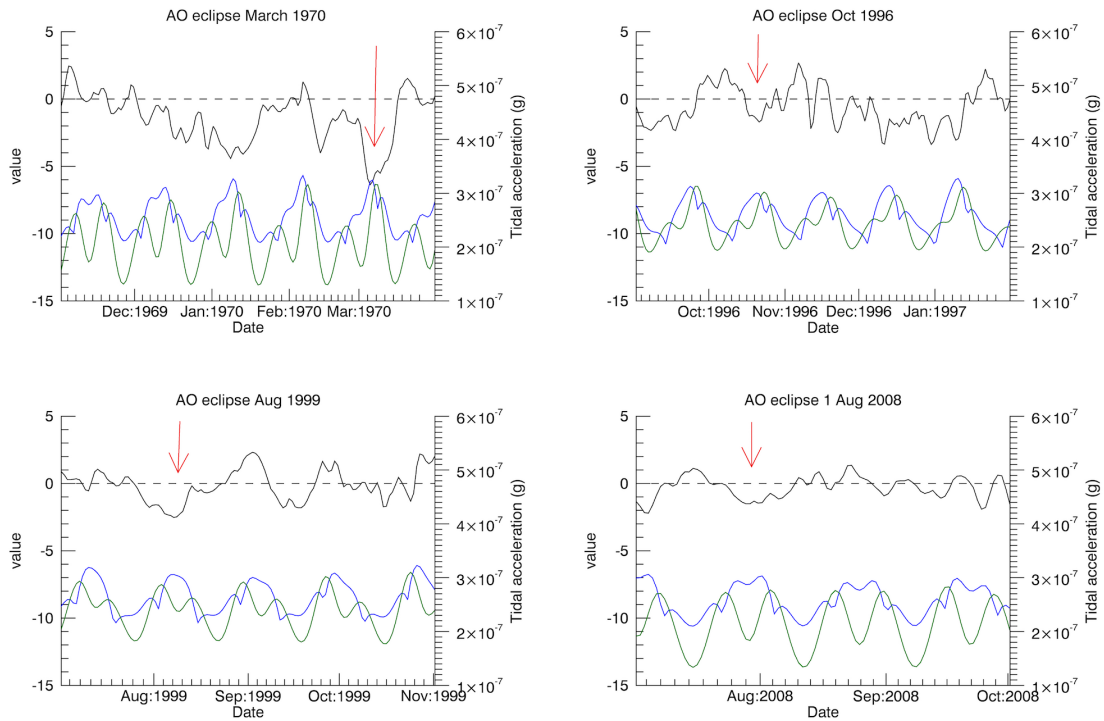 AO eclipse March 1970
5
0
-5
-10
-15
value
6×10⁻⁷
5×10⁻⁷
4×10⁻⁷
3×10⁻⁷
2×10⁻⁷
1×10⁻⁷
Tidal acceleration (g)
Dec:1969 Jan:1970 Feb:1970 Mar:1970
Date
AO eclipse Oct 1996
5
0
-5
-10
-15
value
6×10⁻⁷
5×10⁻⁷
4×10⁻⁷
3×10⁻⁷
2×10⁻⁷
1×10⁻⁷
Tidal acceleration (g)
Oct:1996 Nov:1996 Dec:1996 Jan:1997
Date
AO eclipse Aug 1999
5
0
-5
-10
-15
value
6×10⁻⁷
5×10⁻⁷
4×10⁻⁷
3×10⁻⁷
2×10⁻⁷
1×10⁻⁷
Tidal acceleration (g)
Aug:1999 Sep:1999 Oct:1999 Nov:1999
Date
AO eclipse 1 Aug 2008
5
0
-5
-10
-15
value
6×10⁻⁷
5×10⁻⁷
4×10⁻⁷
3×10⁻⁷
2×10⁻⁷
1×10⁻⁷
Tidal acceleration (g)
Aug:2008 Sep:2008 Oct:2008
Date